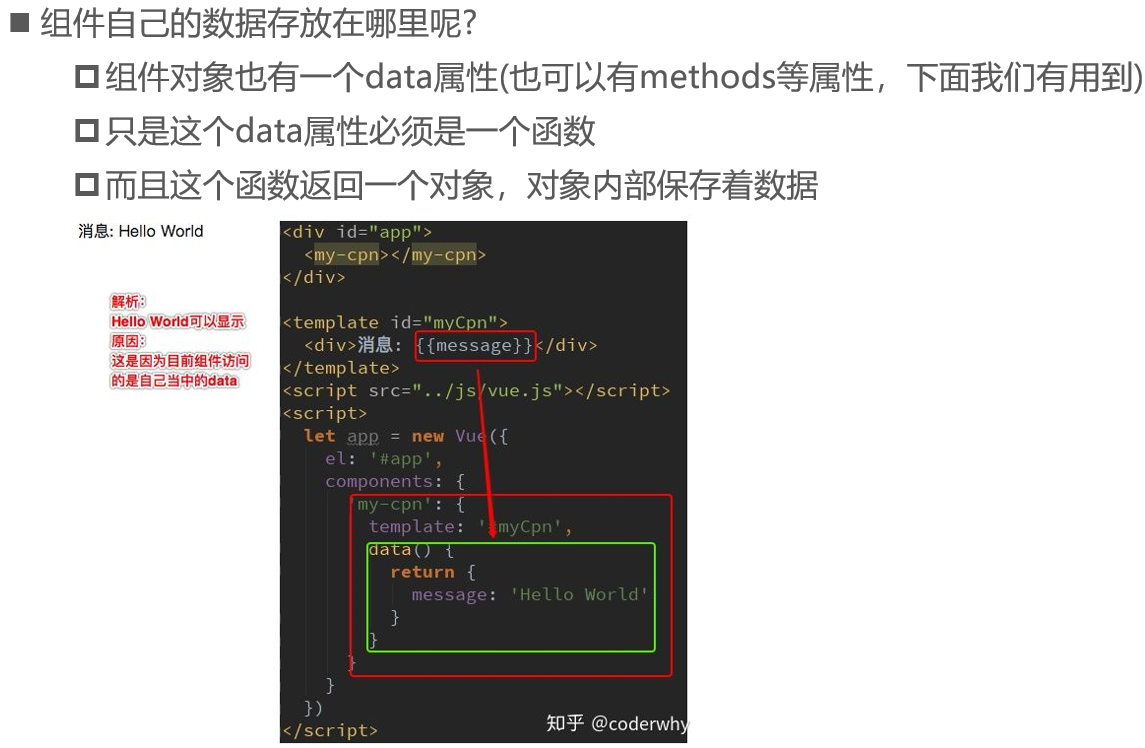 组件自己的数据存放在哪里呢?
组件对象也有一个data属性(也可以有methods等属性，下面我们有用到)
只是这个data属性必须是一个函数
而且这个函数返回一个对象，对象内部保存着数据
消息: Hello World
解析：
Hello World可以显示
原因：
这是因为目前组件访问
的是自己当中的data
<div id="app">
<my-cpn></my-cpn>
</div>
<template id="myCpn">
<div>消息: {{message}}</div>
</template>
<script src="../js/vue.js"></script>
<script>
let app = new Vue({
el: '#app',
components: {
'my-cpn': {
template: '#myCpn',
data() {
return {
message: 'Hello World'
}
}
}
}
})
</script>
知乎 @coderwhy